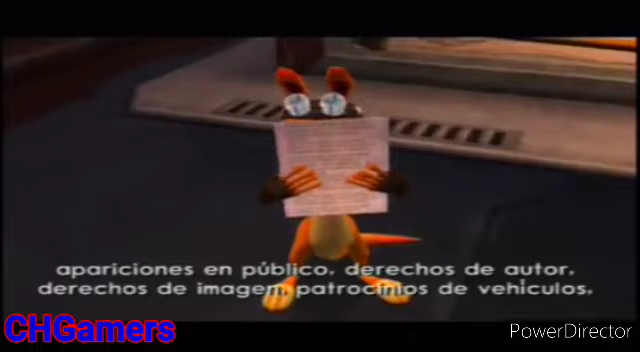 apariciones en público, derechos de autor,
derechos de imagen, patrocinios de vehículos,
CHGamers
PowerDirector